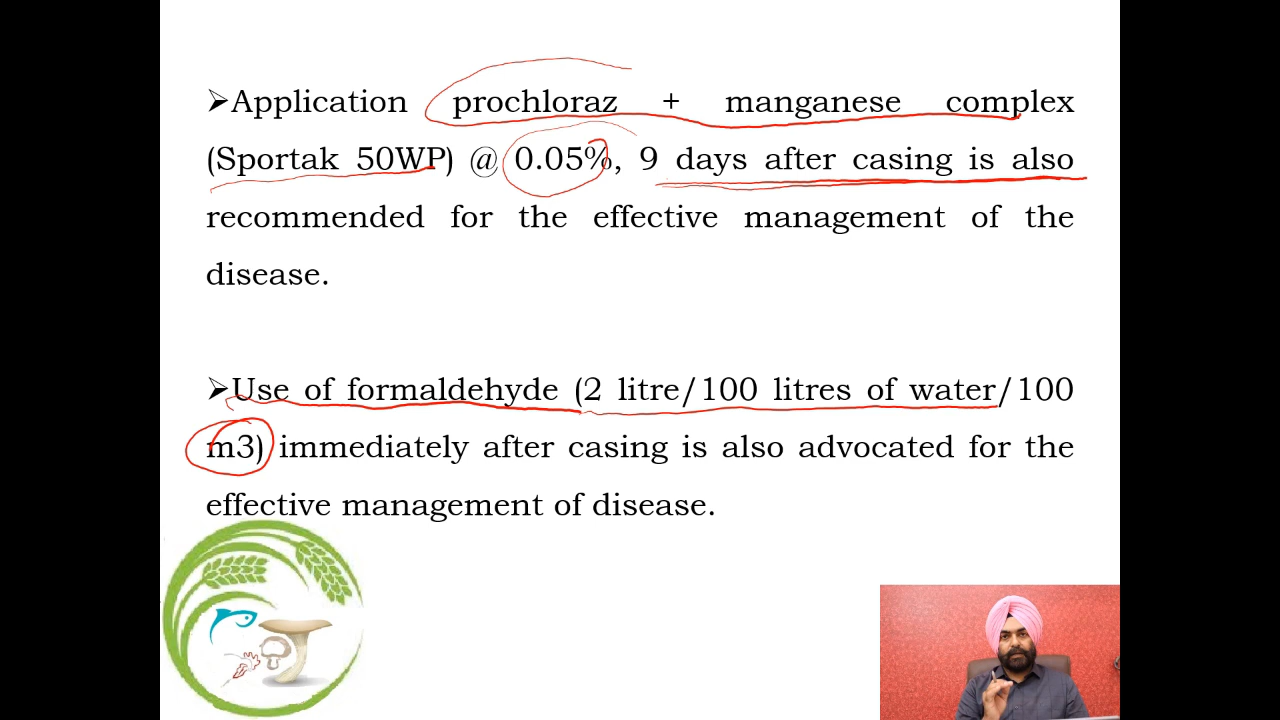 ➢Application prochloraz + manganese complex
(Sportak 50WP) @ 0.05%, 9 days after casing is also
recommended for the effective management of the
disease.
➢Use of formaldehyde (2 litre/100 litres of water/100
m3) immediately after casing is also advocated for the
effective management of disease.